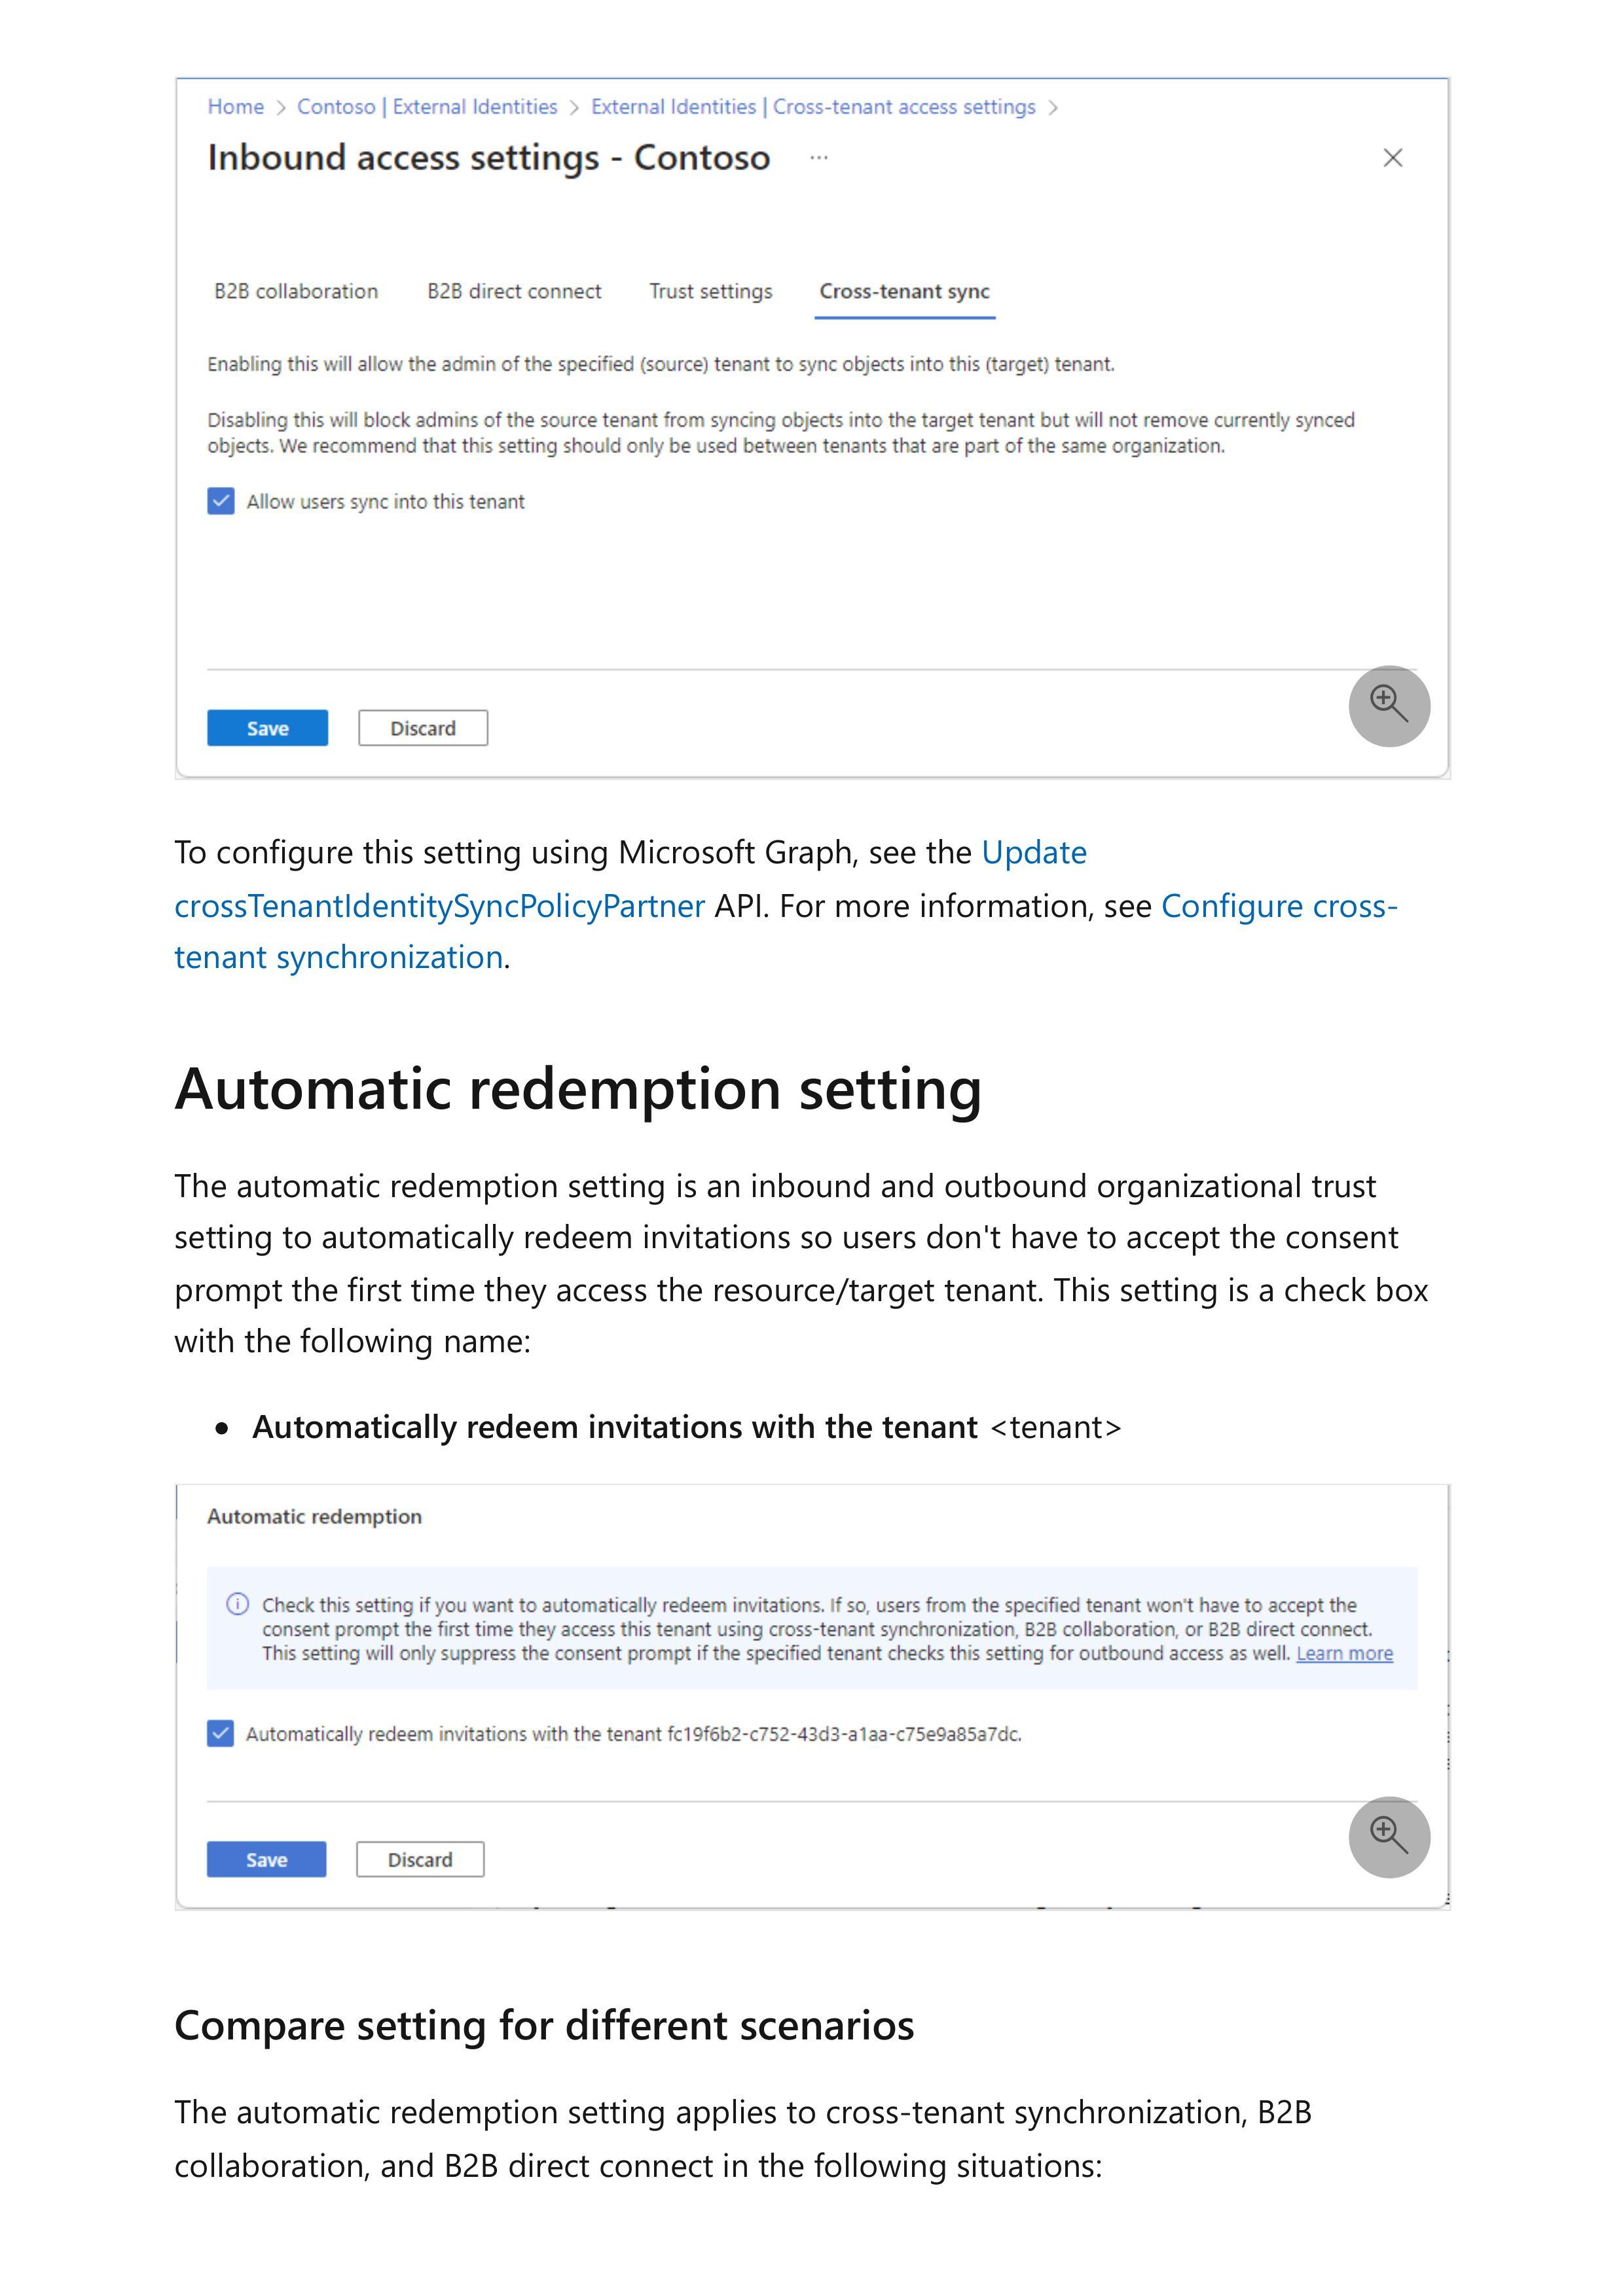 Home > Contoso | External Identities > External Identities | Cross-tenant access settings >
Inbound access settings - Contoso ...
B2B collaboration B2B direct connect Trust settings Cross-tenant sync
Enabling this will allow the admin of the specified (source) tenant to sync objects into this (target) tenant.
Disabling this will block admins of the source tenant from syncing objects into the target tenant but will not remove currently synced
objects. We recommend that this setting should only be used between tenants that are part of the same organization.
Allow users sync into this tenant
Save Discard
To configure this setting using Microsoft Graph, see the Update
crossTenantIdentitySyncPolicyPartner API. For more information, see Configure cross-
tenant synchronization.
Automatic redemption setting
The automatic redemption setting is an inbound and outbound organizational trust
setting to automatically redeem invitations so users don't have to accept the consent
prompt the first time they access the resource/target tenant. This setting is a check box
with the following name:
• Automatically redeem invitations with the tenant <tenant>
Automatic redemption
Check this setting if you want to automatically redeem invitations. If so, users from the specified tenant won't have to accept the
consent prompt the first time they access this tenant using cross-tenant synchronization, B2B collaboration, or B2B direct connect.
This setting will only suppress the consent prompt if the specified tenant checks this setting for outbound access as well. Learn more
Automatically redeem invitations with the tenant fc19f6b2-c752-43d3-a1aa-c75e9a85a7dc.
Save Discard
Compare setting for different scenarios
The automatic redemption setting applies to cross-tenant synchronization, B2B
collaboration, and B2B direct connect in the following situations: